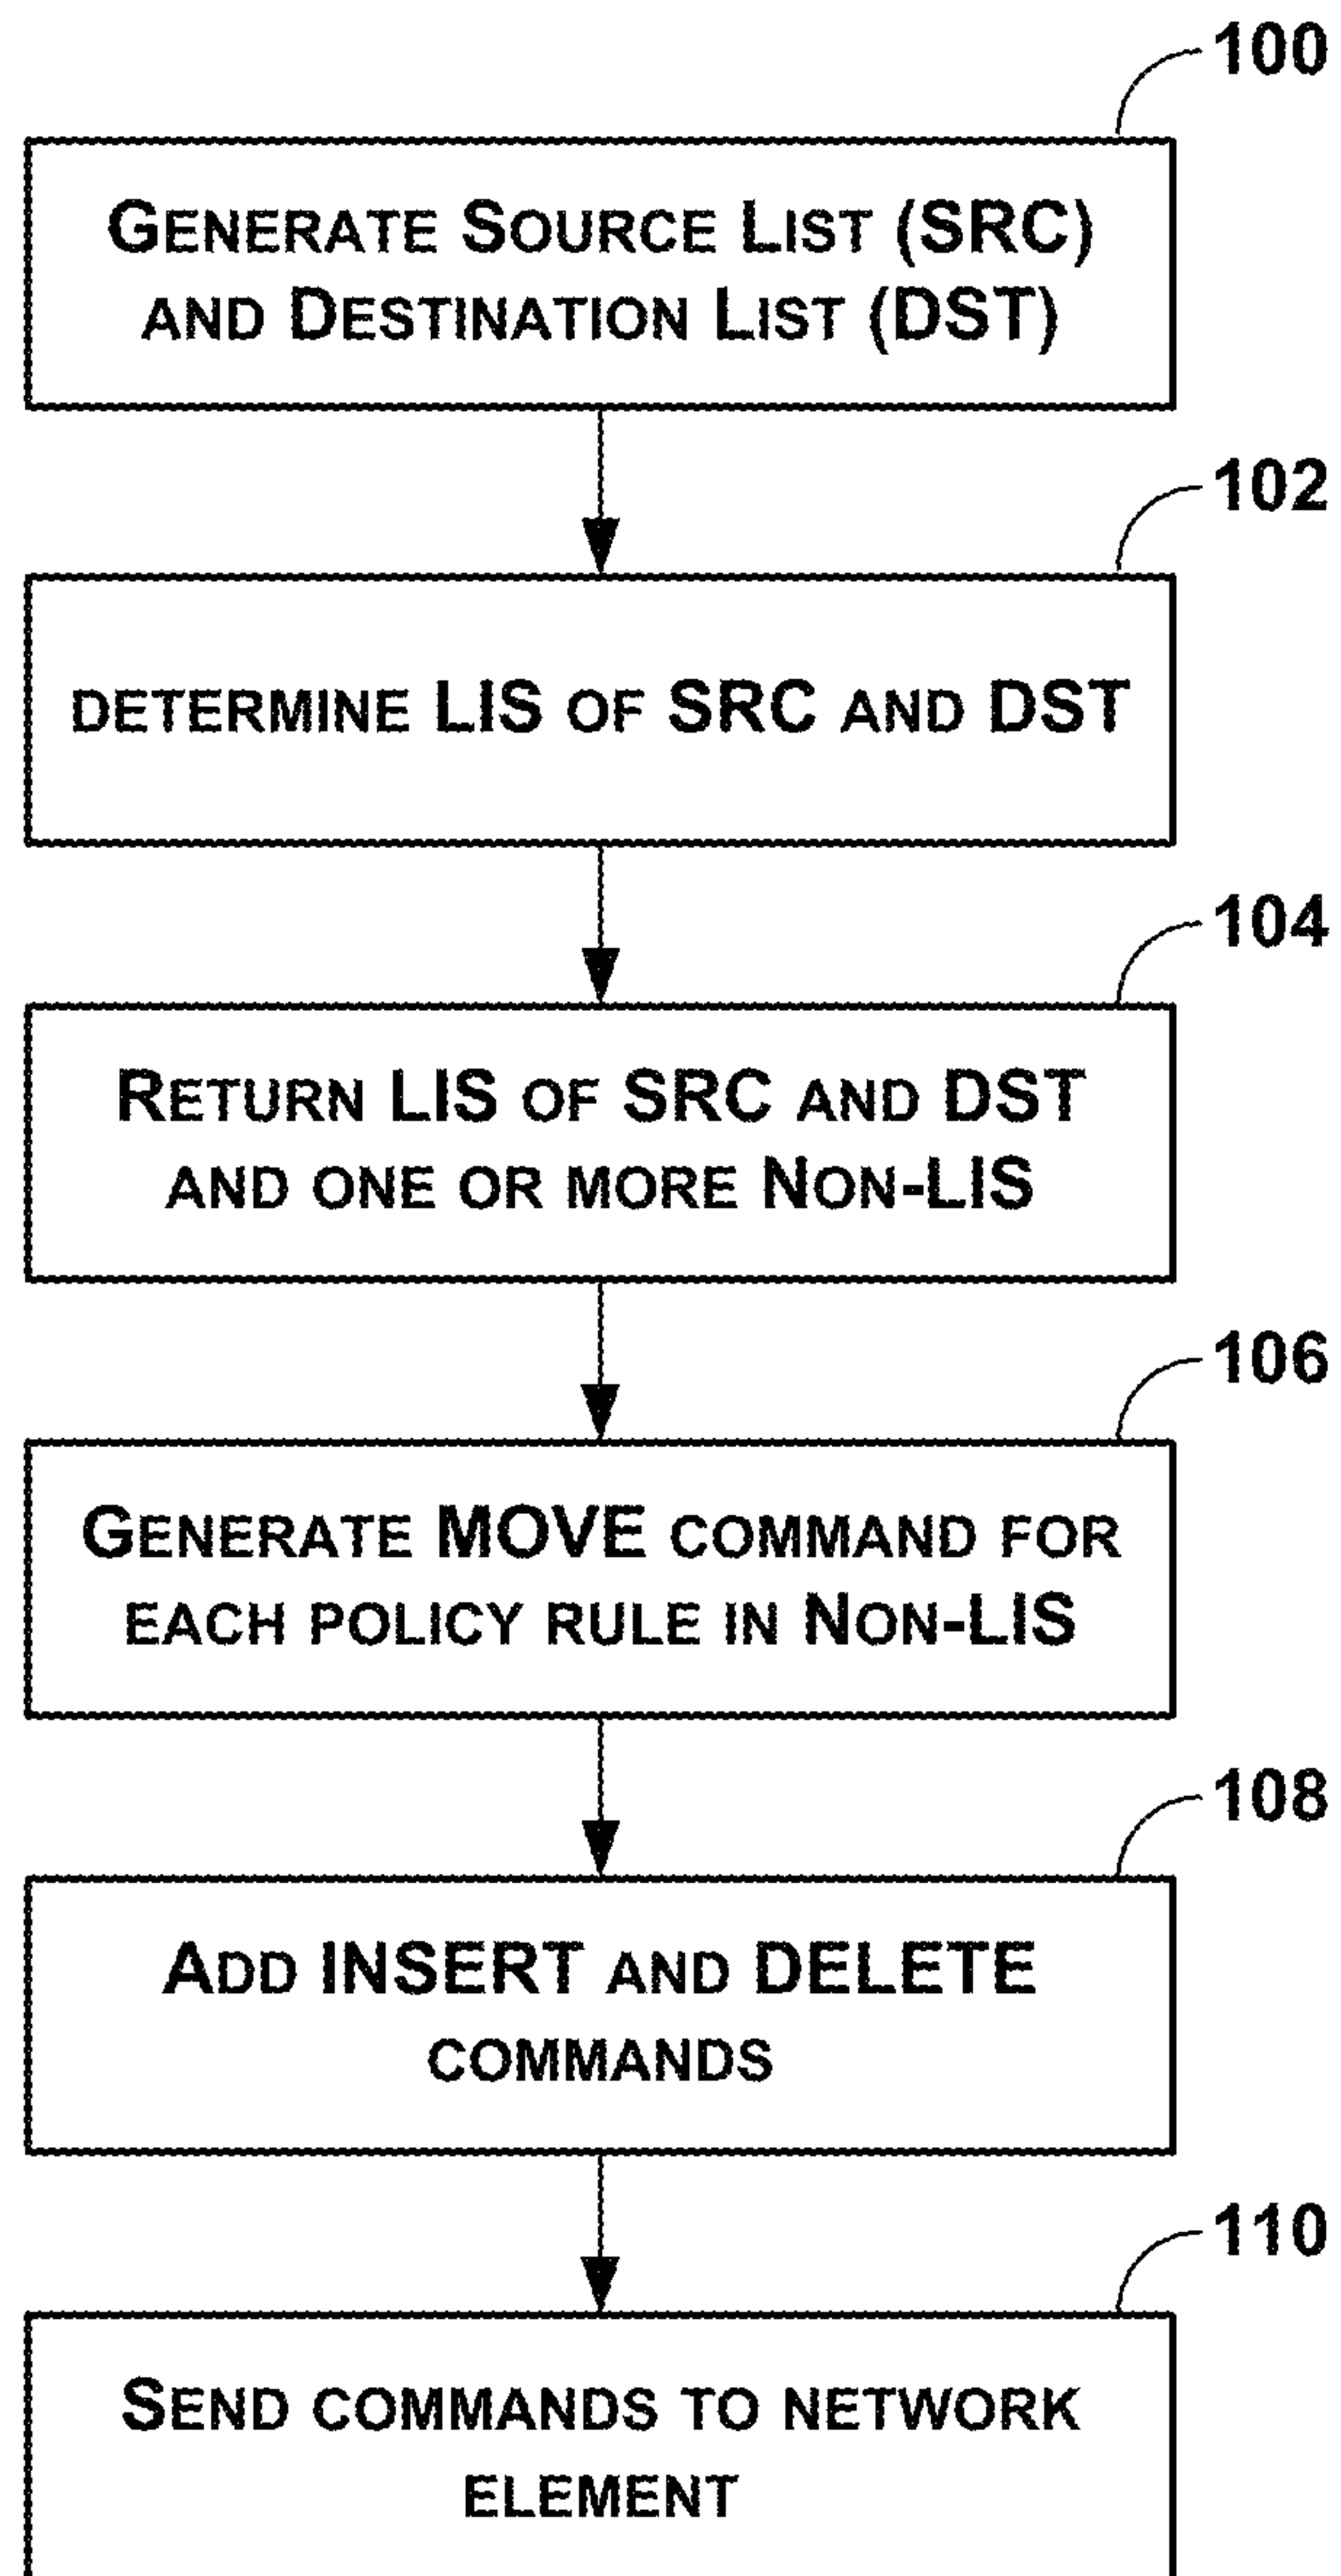 100
GENERATE SOURCE LIST (SRC)
AND DESTINATION LIST (DST)
102
DETERMINE LIS OF SRC AND DST
104
RETURN LIS OF SRC AND DST
AND ONE OR MORE NON-LIS
106
GENERATE MOVE COMMAND FOR
EACH POLICY RULE IN NON-LIS
108
ADD INSERT AND DELETE
COMMANDS
110
SEND COMMANDS TO NETWORK
ELEMENT